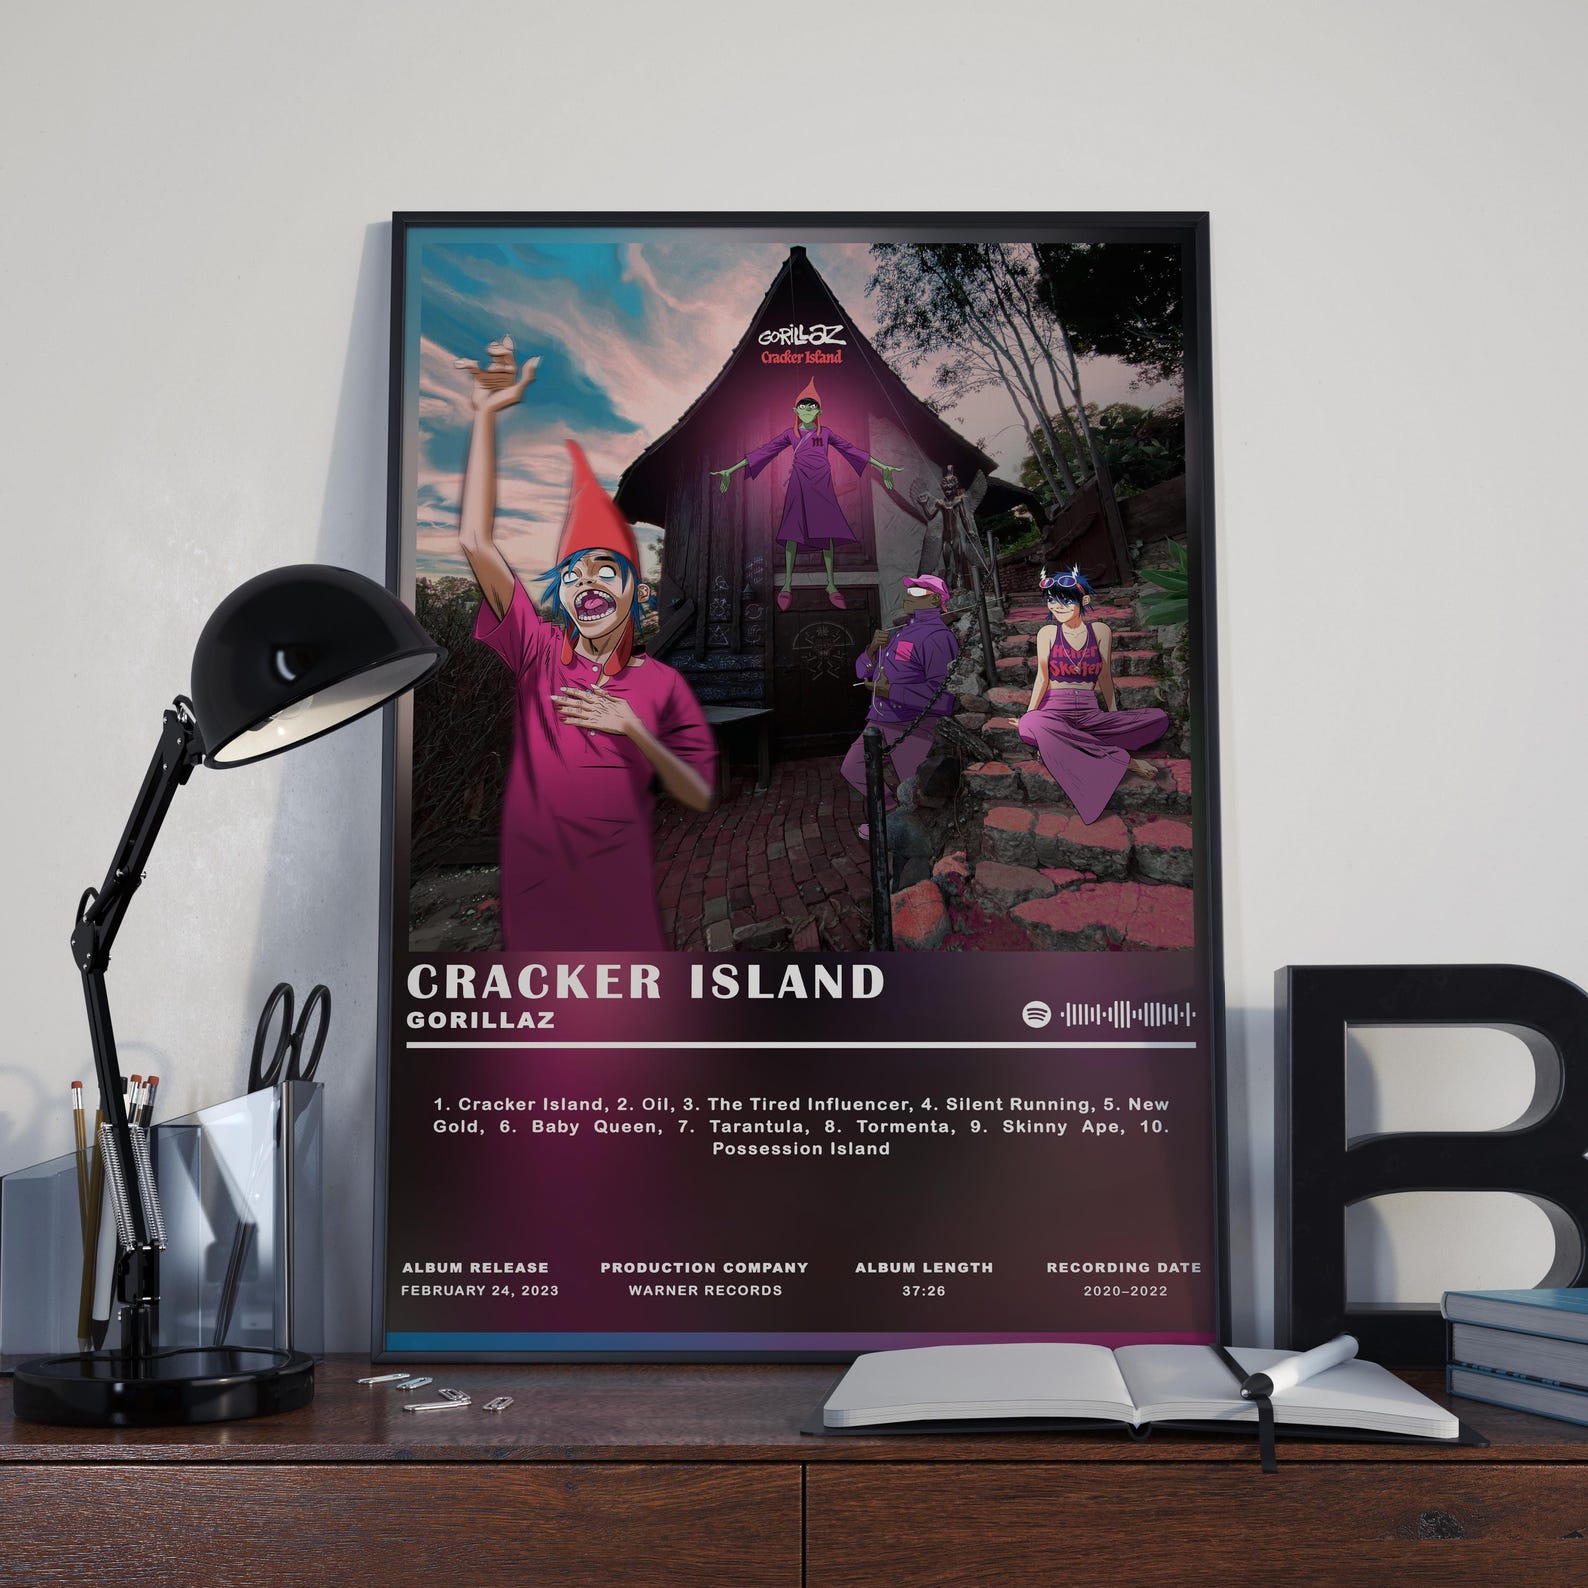 GORILLAZ
Cracker Island
m
Helter
Skelter
CRACKER ISLAND
GORILLAZ
1. Cracker Island, 2. Oil, 3. The Tired Influencer, 4. Silent Running, 5. New
Gold, 6. Baby Queen, 7. Tarantula, 8. Tormenta, 9. Skinny Ape, 10.
Possession Island
ALBUM RELEASE PRODUCTION COMPANY ALBUM LENGTH RECORDING DATE
FEBRUARY 24, 2023 WARNER RECORDS 37:26 2020–2022
B